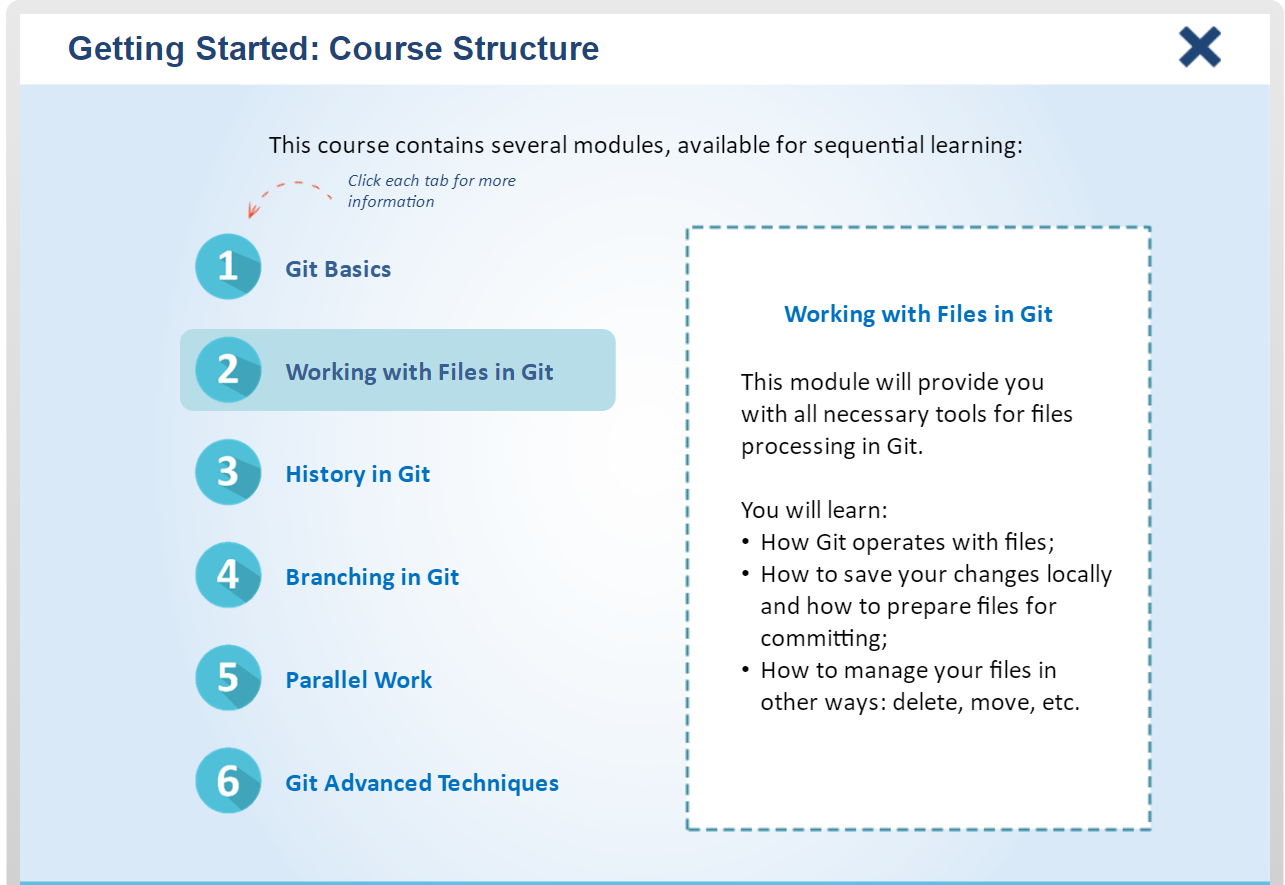 Getting Started: Course Structure
This course contains several modules, available for sequential learning:
Click each tab for more
information
1 Git Basics
2 Working with Files in Git
3 History in Git
4 Branching in Git
5 Parallel Work
6 Git Advanced Techniques
Working with Files in Git
This module will provide you
with all necessary tools for files
processing in Git.
You will learn:
• How Git operates with files;
• How to save your changes locally
and how to prepare files for
committing;
• How to manage your files in
other ways: delete, move, etc.